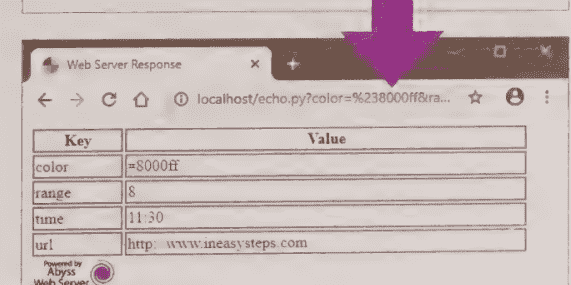 Web Server Response
localhost/echo.py?color=%238000ff&ra...
Key Value
color #8000ff
range 8
time 11:30
url http://www.ineasysteps.com
Powered by
Abyss
Web Server